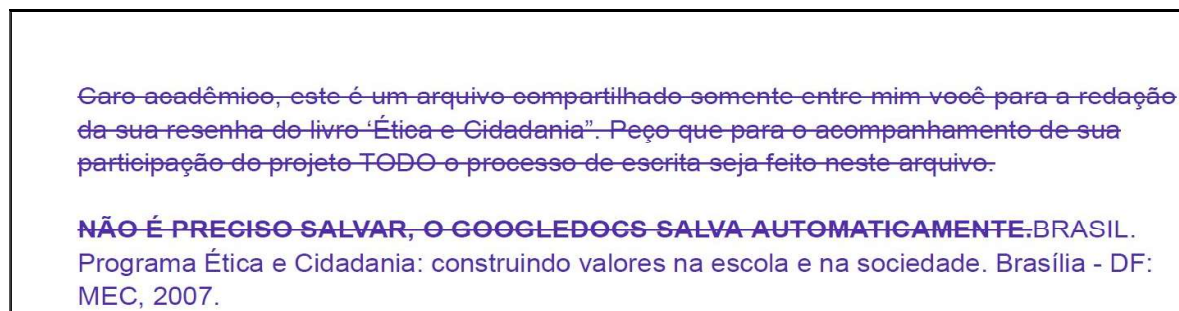 Caro acadêmico, este é um arquivo compartilhado somente entre mim você para a redação
da sua resenha do livro ‘Ética e Cidadania”. Peço que para o acompanhamento de sua
participação do projeto TODO o processo de escrita seja feito neste arquivo.
NÃO É PRECISO SALVAR, O GOOGLEDOCS SALVA AUTOMATICAMENTE.BRASIL.
Programa Ética e Cidadania: construindo valores na escola e na sociedade. Brasília - DF:
MEC, 2007.